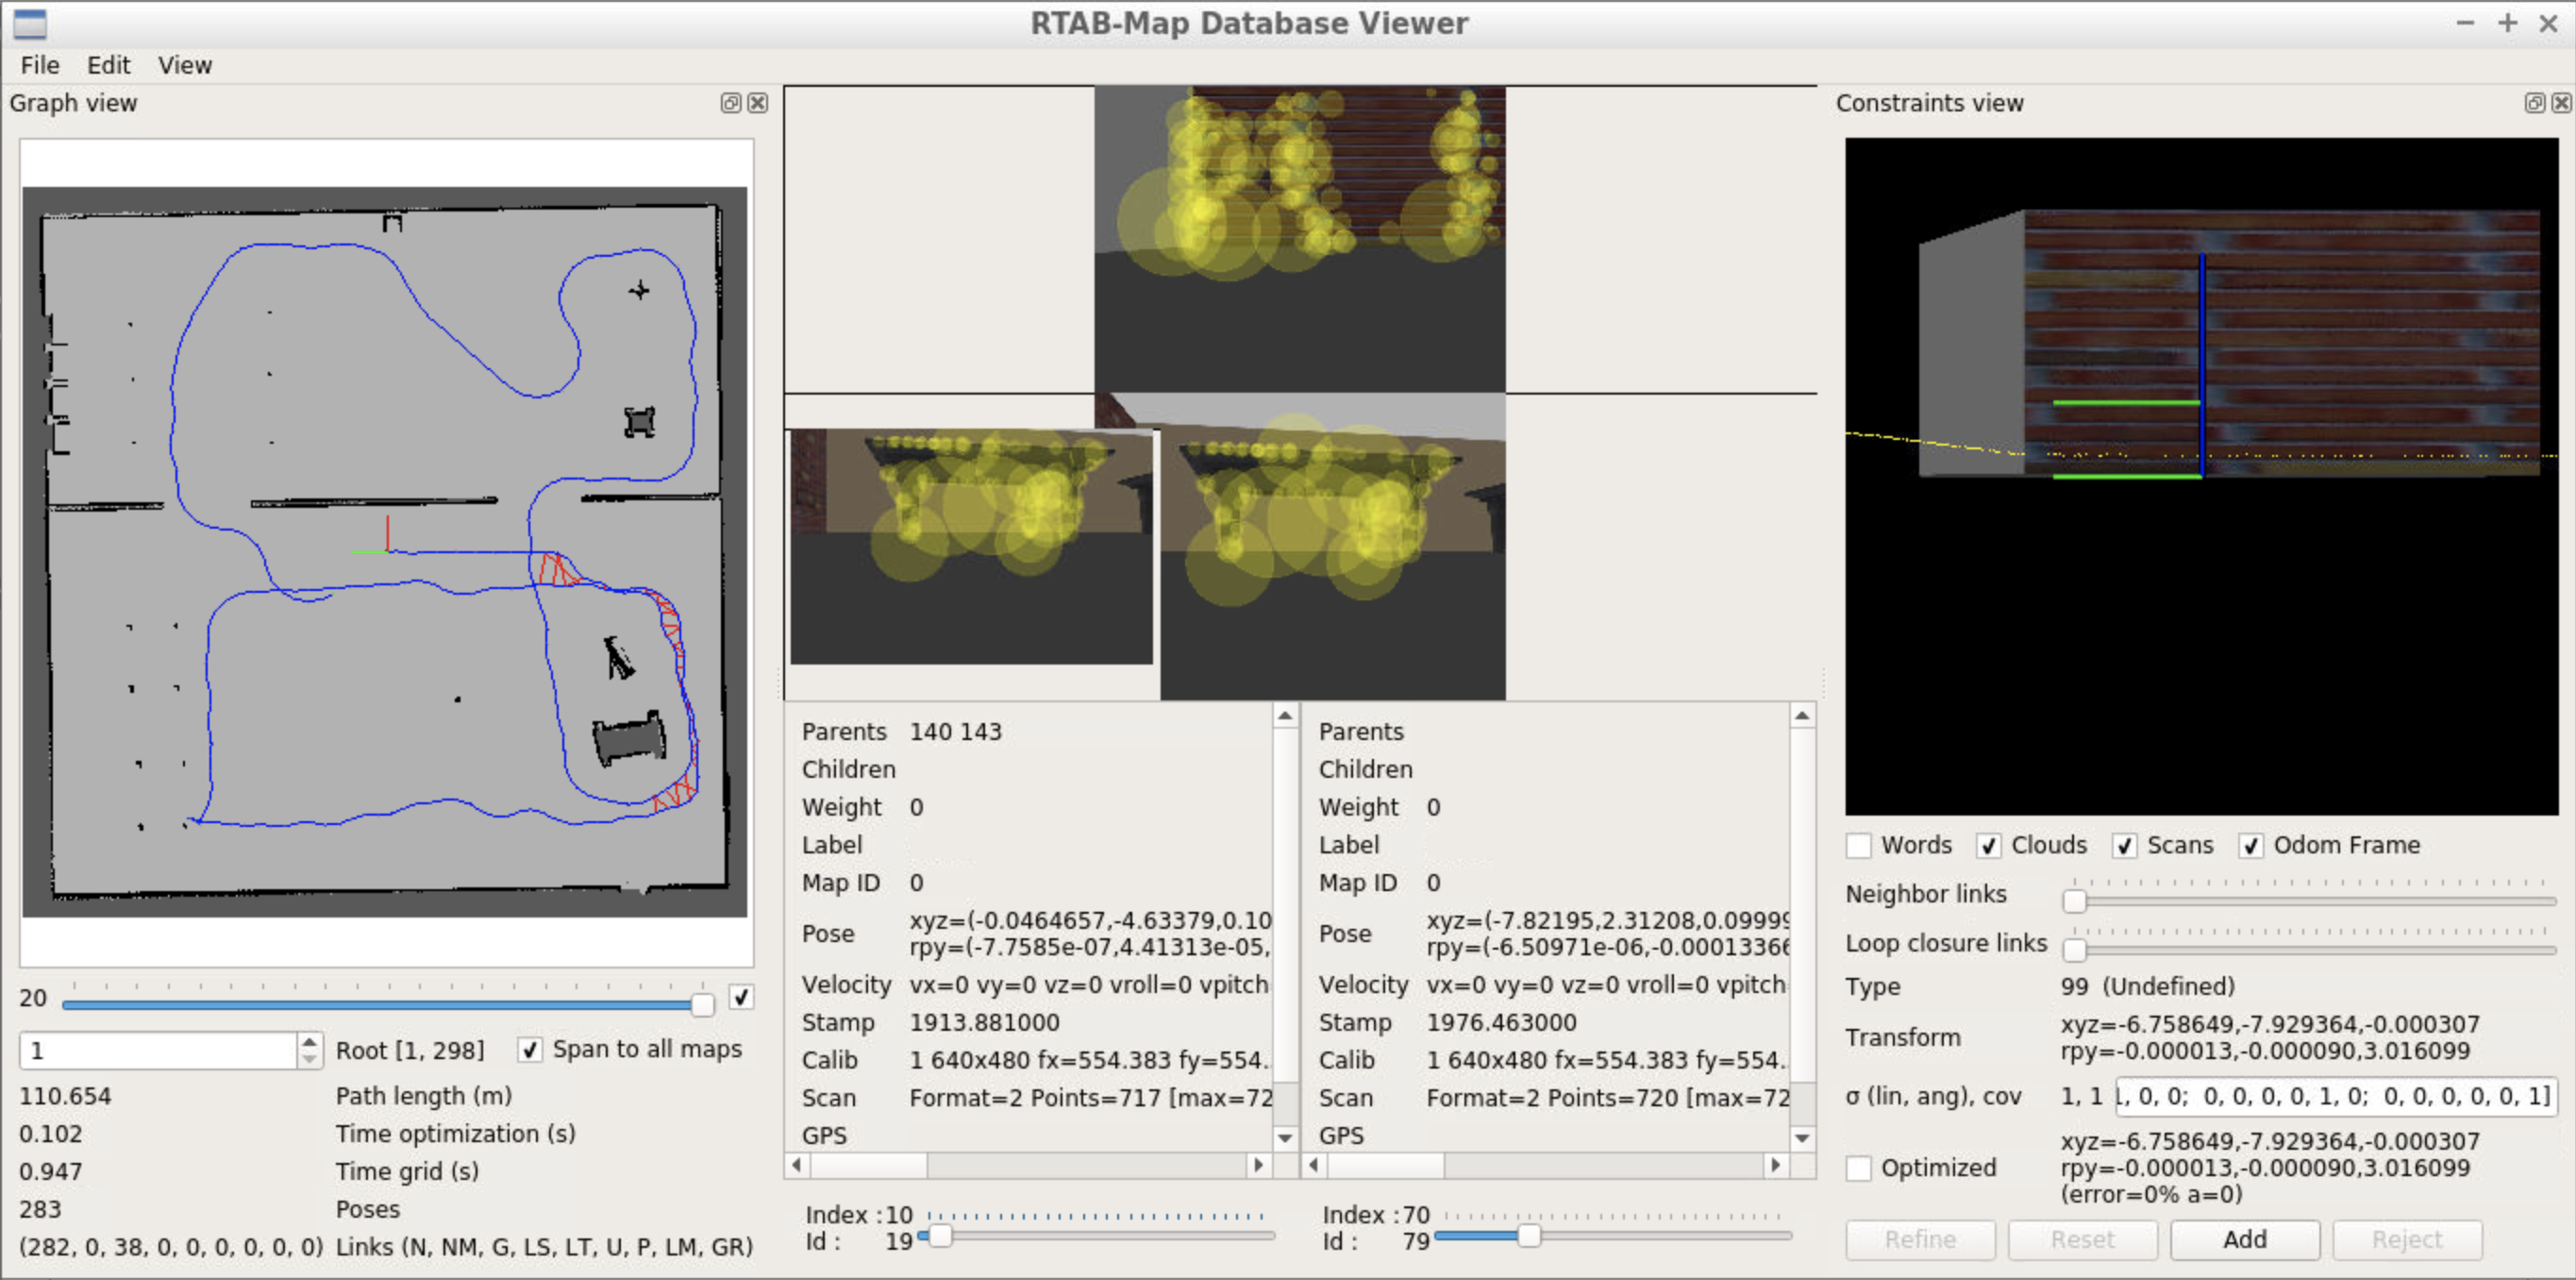 RTAB-Map Database Viewer
File Edit View
Graph view
20
1
Root [1, 298]
Span to all maps
110.654 Path length (m)
0.102 Time optimization (s)
0.947 Time grid (s)
283 Poses
(282, 0, 38, 0, 0, 0, 0, 0, 0) Links (N, NM, G, LS, LT, U, P, LM, GR)
Parents 140 143
Children
Weight 0
Label
Map ID 0
Pose xyz=(-0.0464657,-4.63379,0.10
rpy=(-7.7585e-07,4.41313e-05,
Velocity vx=0 vy=0 vz=0 vroll=0 vpitch
Stamp 1913.881000
Calib 1 640x480 fx=554.383 fy=554.
Scan Format=2 Points=717 [max=72
GPS
Index : 10
Id : 19
Parents
Children
Weight 0
Label
Map ID 0
Pose xyz=(-7.82195,2.31208,0.09999
rpy=(-6.50971e-06,-0.00013366
Velocity vx=0 vy=0 vz=0 vroll=0 vpitch
Stamp 1976.463000
Calib 1 640x480 fx=554.383 fy=554.
Scan Format=2 Points=720 [max=72
GPS
Index : 70
Id : 79
Constraints view
Words Clouds Scans Odom Frame
Neighbor links
Loop closure links
Type 99 (Undefined)
Transform xyz=-6.758649,-7.929364,-0.000307
rpy=-0.000013,-0.000090,3.016099
σ (lin, ang), cov 1, 1 , 0, 0; 0, 0, 0, 0, 1, 0; 0, 0, 0, 0, 0, 1]
Optimized xyz=-6.758649,-7.929364,-0.000307
rpy=-0.000013,-0.000090,3.016099
(error=0% a=0)
Refine Reset Add Reject